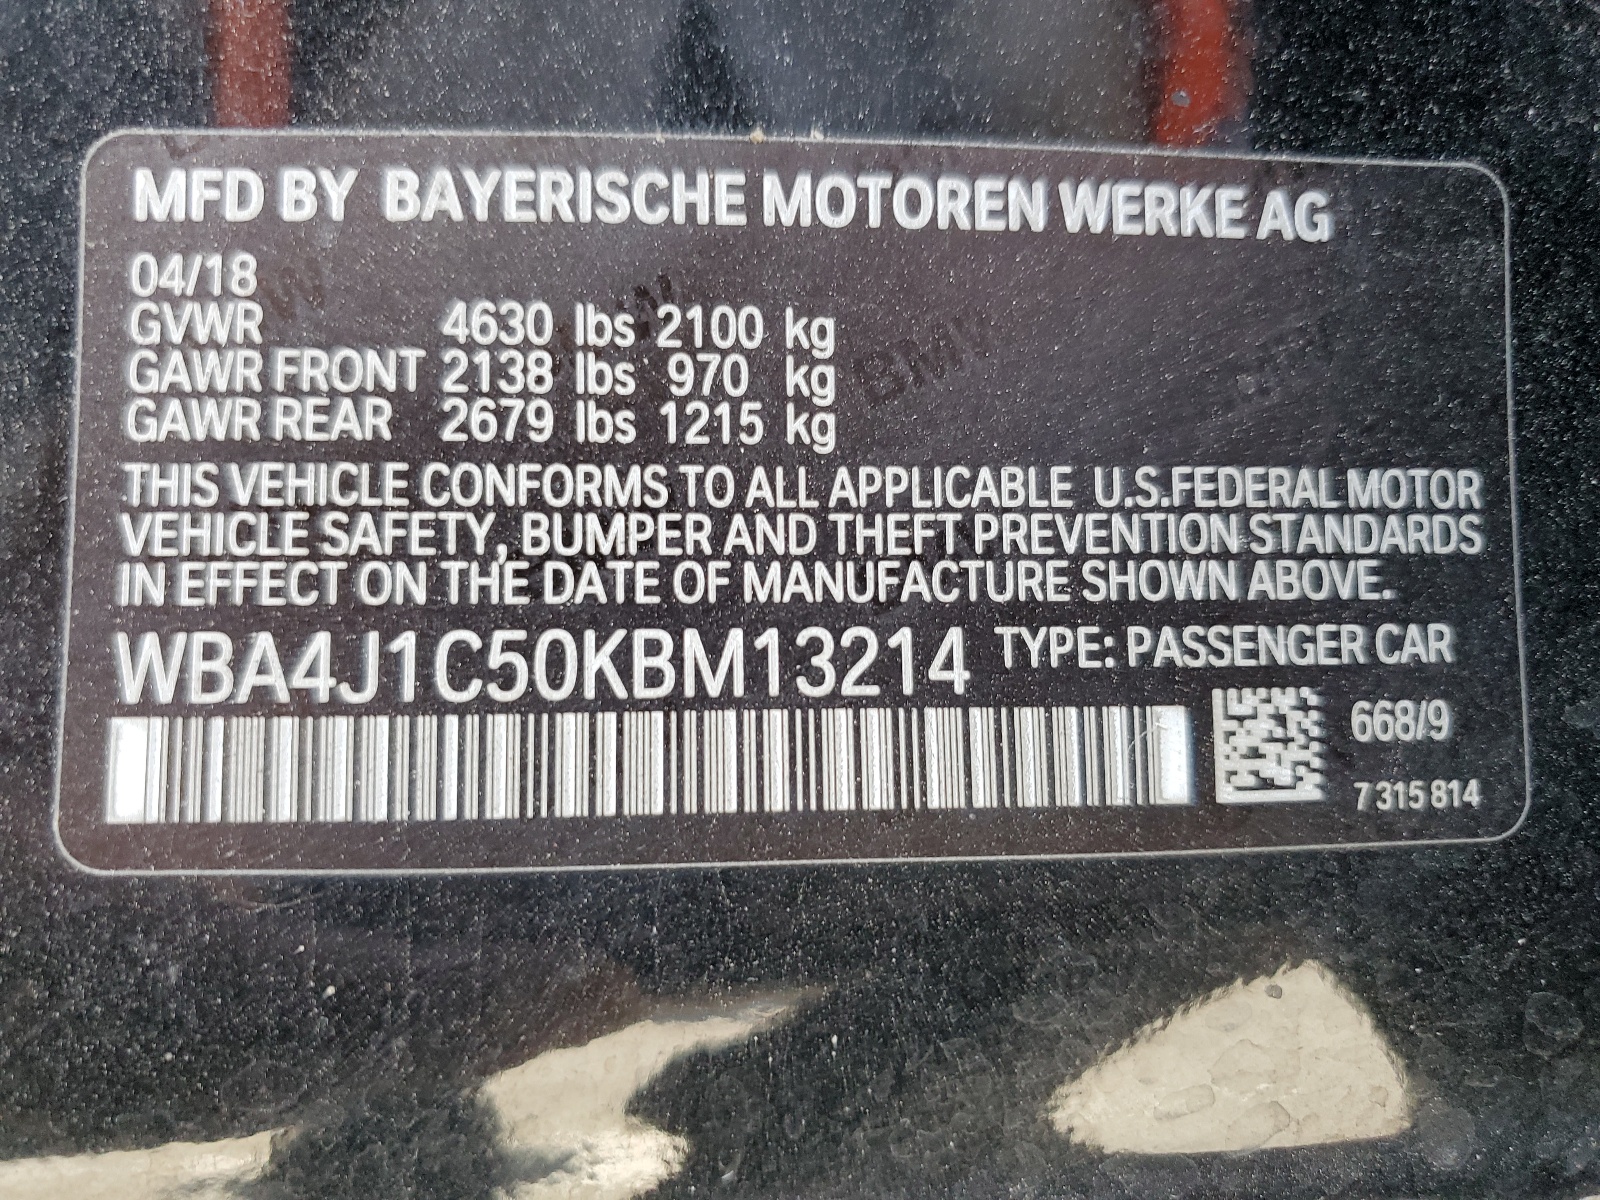 MFD BY BAYERISCHE MOTOREN WERKE AG
04/18
GVWR 4630 lbs 2100 kg
GAWR FRONT 2138 lbs 970 kg
GAWR REAR 2679 lbs 1215 kg
THIS VEHICLE CONFORMS TO ALL APPLICABLE U.S.FEDERAL MOTOR
VEHICLE SAFETY, BUMPER AND THEFT PREVENTION STANDARDS
IN EFFECT ON THE DATE OF MANUFACTURE SHOWN ABOVE.
WBA4J1C50KBM13214 TYPE: PASSENGER CAR
668/9
7 315 814